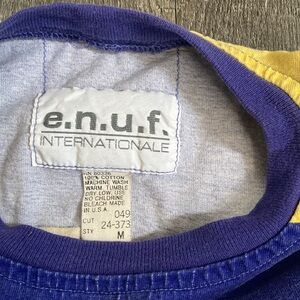 e.n.u.f.
INTERNATIONALE
RN 80326
100% COTTON
MACHINE WASH
WARM, TUMBLE
DRY LOW, USE
NO CHLORINE
BLEACH MADE
IN U.S.A.
049
CUT 24-373
STY M